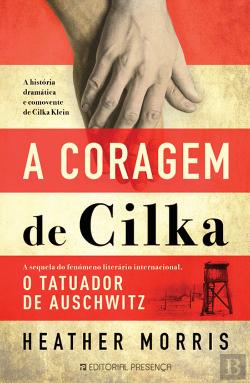 A história
dramática
e comovente
de Cilka Klein
A CORAGEM
de Cilka
A sequela do fenómeno literário internacional,
O TATUADOR
DE AUSCHWITZ
HEATHER MORRIS
EDITORIAL PRESENÇA
B